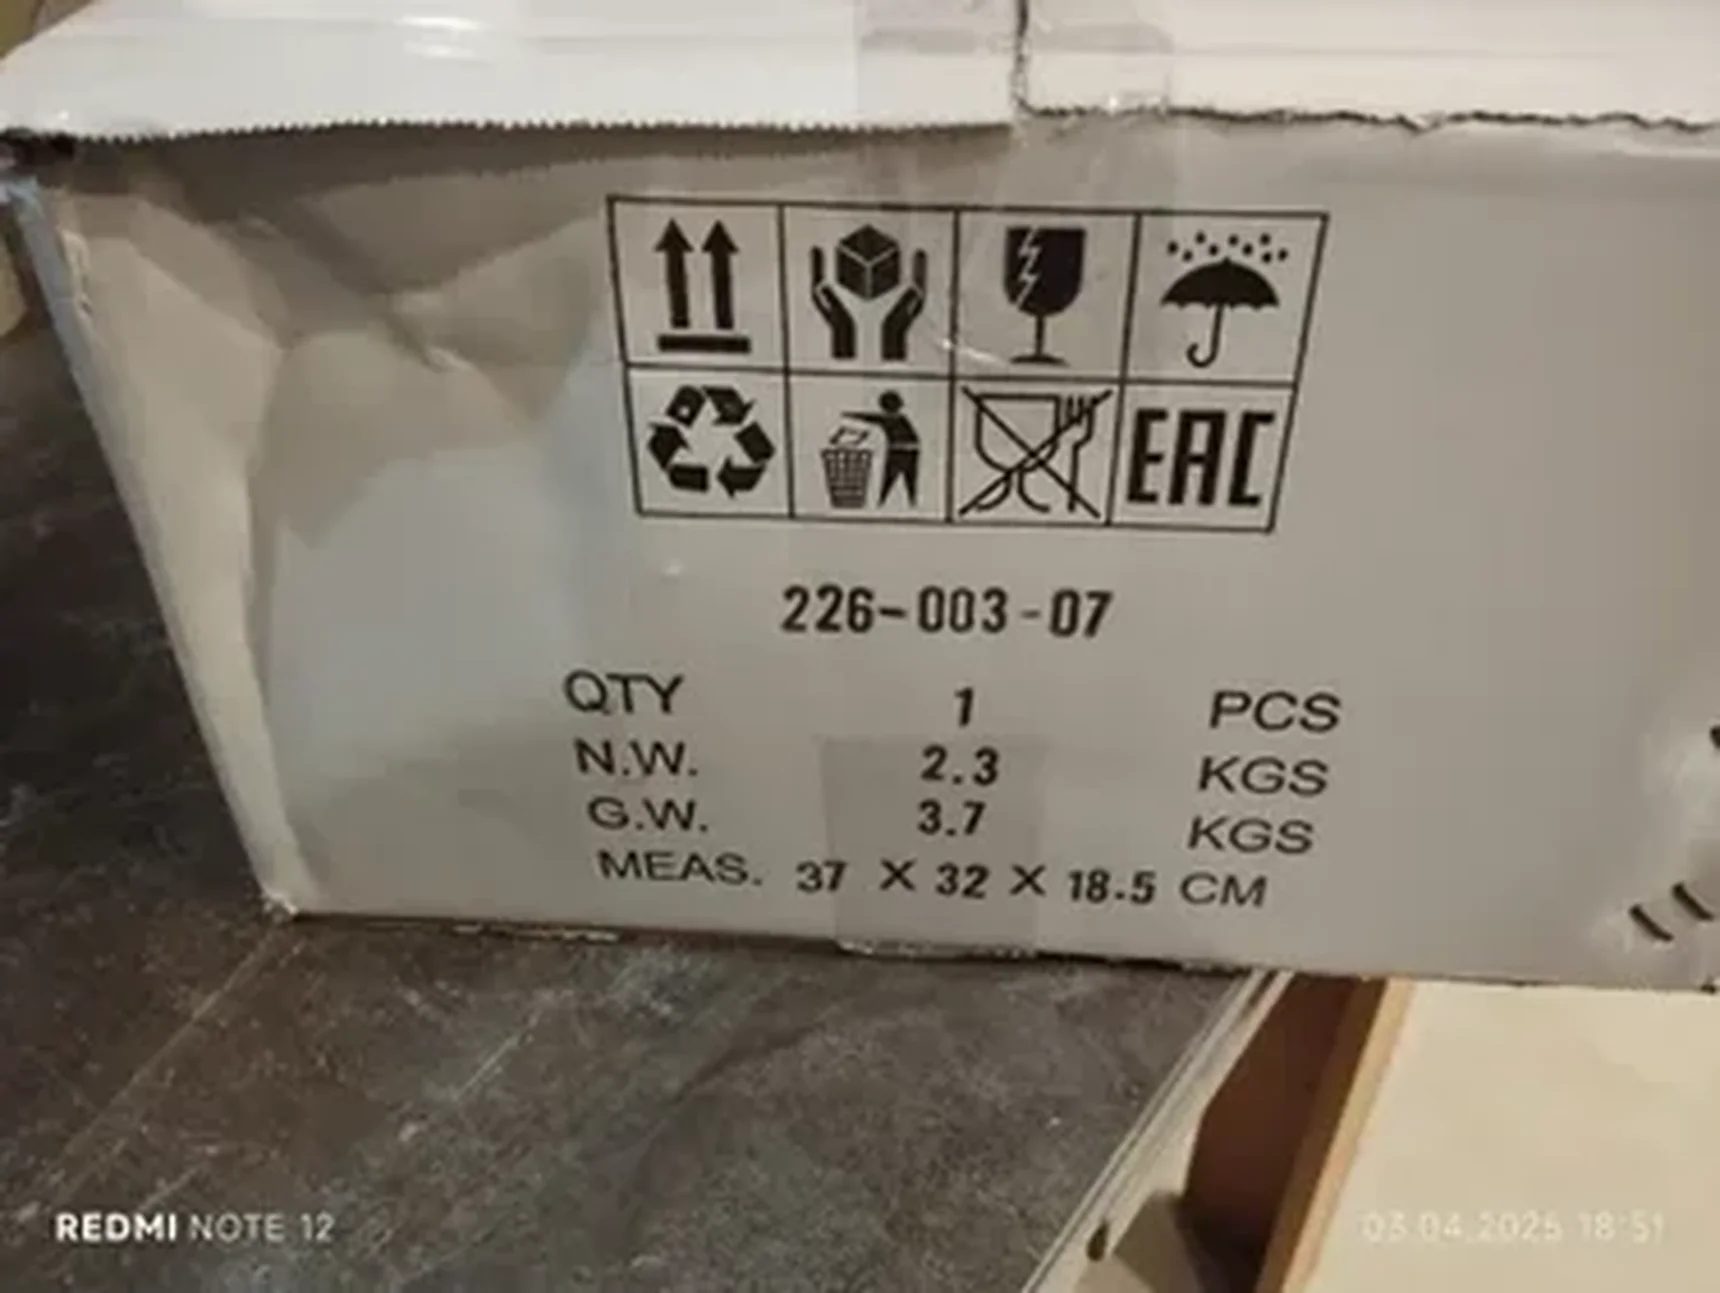 EAC
226-003-07
QTY 1 PCS
N.W. 2.3 KGS
G.W. 3.7 KGS
MEAS. 37 X 32 X 18.5 CM
REDMI NOTE 12
03.04.2025 18:51